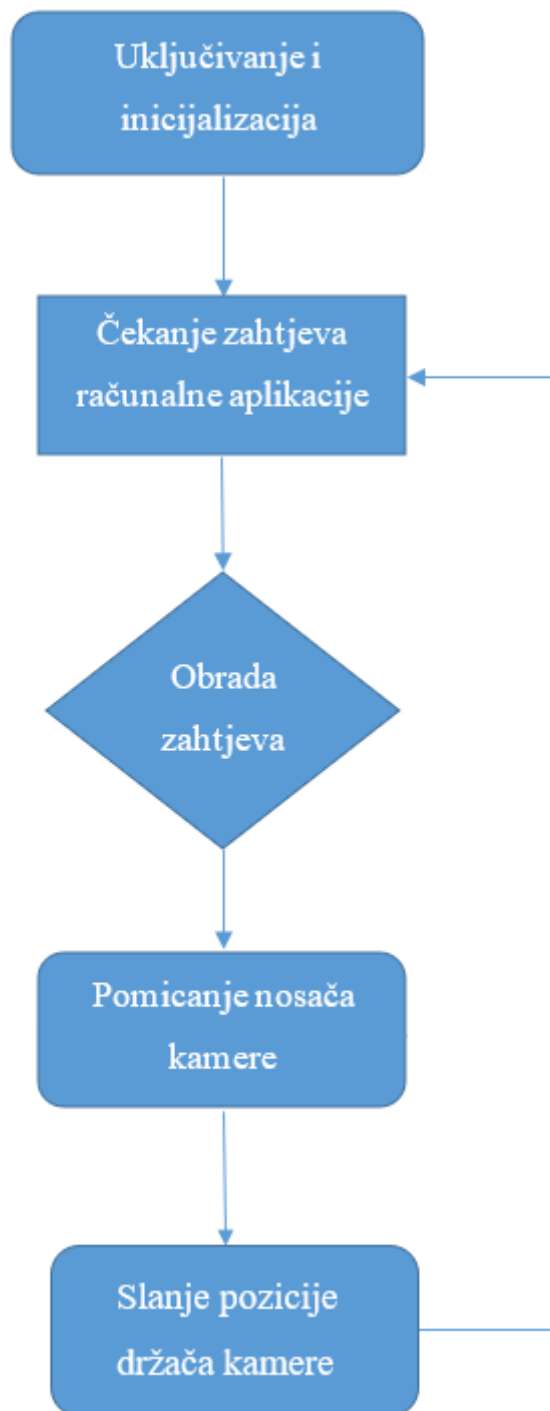 Uključivanje i
inicijalizacija
Čekanje zahtjeva
računalne aplikacije
Obrada
zahtjeva
Pomicanje nosača
kamere
Slanje pozicije
držača kamere